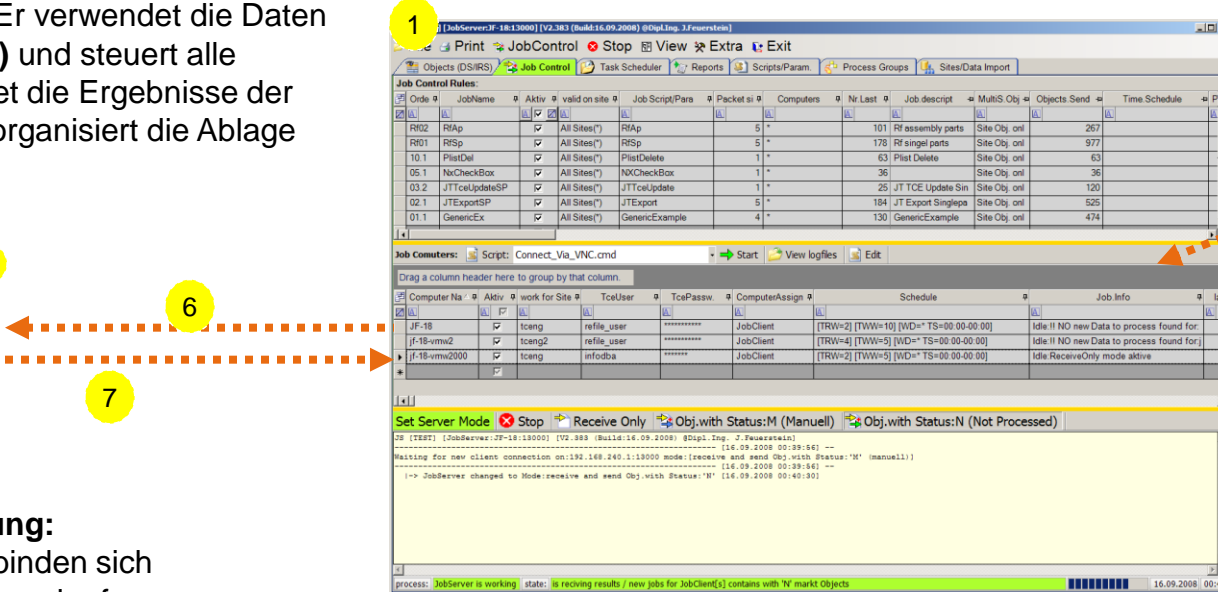 Er verwendet die Daten
) und steuert alle
et die Ergebnisse der
organisiert die Ablage
6
7
ung:
binden sich
1
[JobServer:JF-18:13000] [V2.383 (Build:16.09.2008) @Dipl.Ing. J.Feuerstein]
Print JobControl Stop View Extra Exit
Objects (DS/IRS) Job Control Task Scheduler Reports Scripts/Param. Process Groups Sites/Data Import
Job Control Rules:
Orde JobName Aktiv valid on site Job Script/Para Packet si Computers Nr.Last Job.descript MultiS.Obj Objects.Send Time.Schedule
Rf02 RfAp All Sites(*) RfAp 5 * 101 Rf assembly parts Site Obj. onl 267
Rf01 RfSp All Sites(*) RfSp 5 * 178 Rf singel parts Site Obj. onl 977
10.1 PlistDel All Sites(*) PlistDelete 1 * 63 Plist Delete Site Obj. onl 63
05.1 NxCheckBox All Sites(*) NXCheckBox 1 * 36 Site Obj. onl 36
03.2 JTTceUpdateSP All Sites(*) JTTceUpdate 1 * 25 JT TCE Update Sin Site Obj. onl 120
02.1 JTExportSP All Sites(*) JTExport 5 * 184 JT Export Singlepa Site Obj. onl 525
01.1 GenericEx All Sites(*) GenericExample 4 * 130 GenericExample Site Obj. onl 474
Job Comuters: Script: Connect_Via_VNC.cmd Start View logfiles Edit
Drag a column header here to group by that column.
Computer Na Aktiv work for Site TceUser TcePassw. ComputerAssign Schedule Job.Info
JF-18 tceng refile_user *********** JobClient [TRW=2] [TWW=10] [WD=* TS=00:00-00:00] Idle:!! NO new Data to process found for:
jf-18-vmw2 tceng2 refile_user *********** JobClient [TRW=4] [TWW=5] [WD=* TS=00.00-00:00] Idle:!! NO new Data to process found for:j
jf-18-vmw2000 tceng infodba ******* JobClient [TRW=2] [TWW=5] [WD=* TS=00:00-00:00] Idle:ReceiveOnly mode aktive
Set Server Mode Stop Receive Only Obj.with Status:M (Manuell) Obj.with Status:N (Not Processed)
JS [TEST] [JobServer:JF-18:13000] [V2.383 (Build:16.09.2008) @Dipl.Ing. J.Feuerstein]
---------- [16.09.2008 00:39:56] --
Waiting for new client connection on:192.168.240.1:13000 mode:[receive and send Obj.with Status:'M' (manuell)]
---------- [16.09.2008 00:39:56] --
|-> JobServer changed to Mode:receive and send Obj.with Status:'N' [16.09.2008 00:40:30]
process: JobServer is working state: is reciving results / new jobs for JobClient[s] contains with 'N' markt Objects 16.09.2008